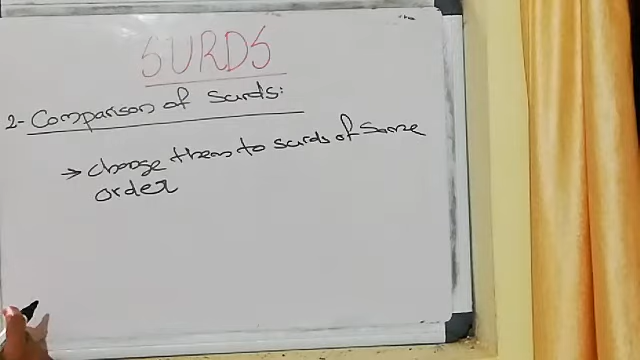 SURDS
2- Comparison of Surds:
→ change them to surds of same
order